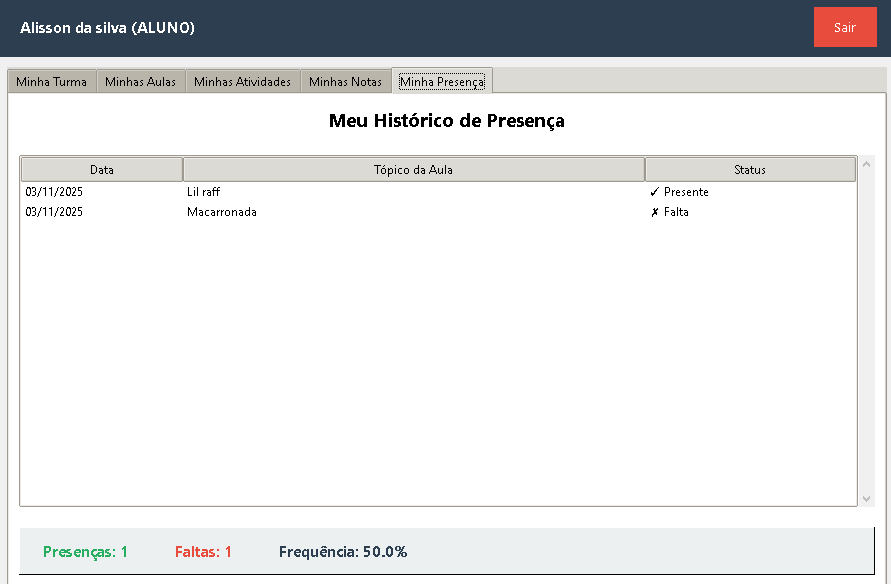 Alisson da silva (ALUNO) Sair
Minha Turma Minhas Aulas Minhas Atividades Minhas Notas Minha Presença
Meu Histórico de Presença
Data Tópico da Aula Status
03/11/2025 Lil raff ✓ Presente
03/11/2025 Macarronada ✗ Falta
Presenças: 1 Faltas: 1 Frequência: 50.0%